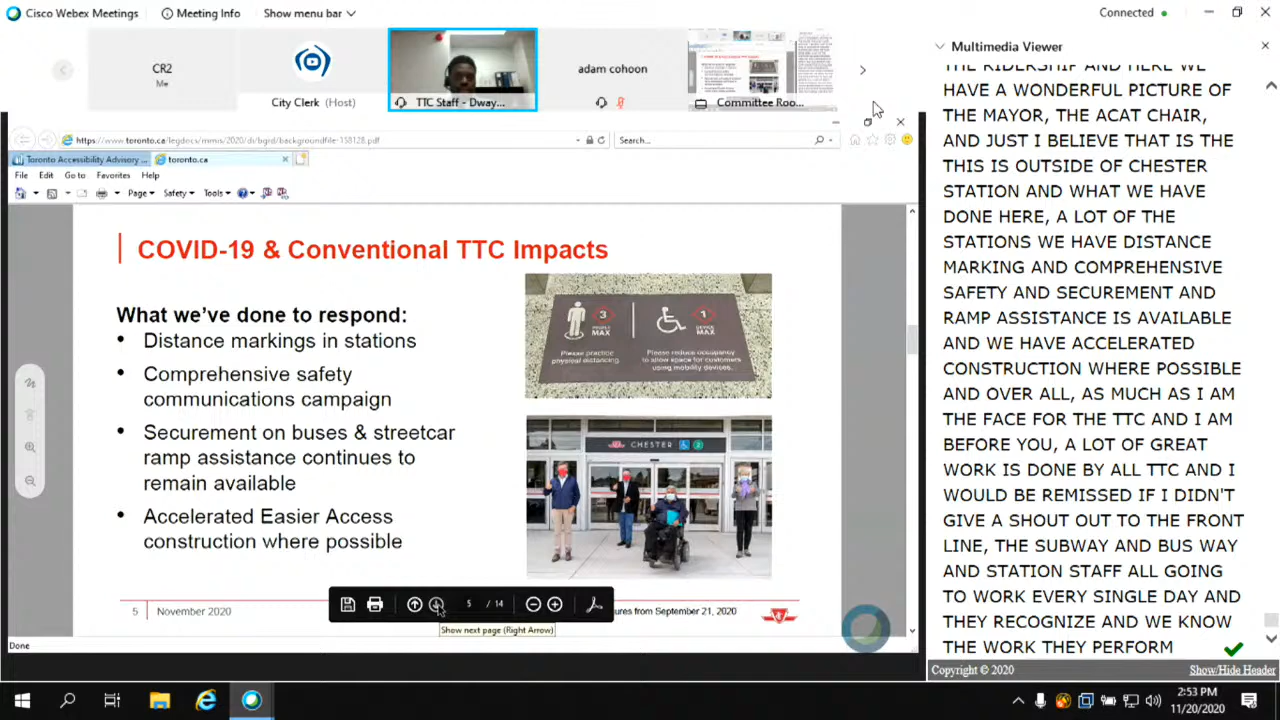 Cisco Webex Meetings
Meeting Info
Show menu bar
Connected
CR2
Me
City Clerk (Host)
TTC Staff - Dway...
adam cohoon
Committee Roo...
https://www.toronto.ca/legdocs/mmis/2020/di/bgrd/backgroundfile-158128.pdf
Search...
Toronto Accessibility Advisory ...
toronto.ca
File Edit Go to Favorites Help
Page Safety Tools
COVID-19 & Conventional TTC Impacts
What we've done to respond:
• Distance markings in stations
• Comprehensive safety
communications campaign
• Securement on buses & streetcar
ramp assistance continues to
remain available
• Accelerated Easier Access
construction where possible
3
PEOPLE
MAX
1
DEVICE
MAX
Please practice
physical distancing.
Please reduce occupancy
to allow space for customers
using mobility devices.
CHESTER
2
5 November 2020
5 / 14
ures from September 21, 2020
Show next page (Right Arrow)
Done
Multimedia Viewer
THE RIDERSHIP AND HERE WE
HAVE A WONDERFUL PICTURE OF
THE MAYOR, THE ACAT CHAIR,
AND JUST I BELIEVE THAT IS THE
THIS IS OUTSIDE OF CHESTER
STATION AND WHAT WE HAVE
DONE HERE, A LOT OF THE
STATIONS WE HAVE DISTANCE
MARKING AND COMPREHENSIVE
SAFETY AND SECUREMENT AND
RAMP ASSISTANCE IS AVAILABLE
AND WE HAVE ACCELERATED
CONSTRUCTION WHERE POSSIBLE
AND OVER ALL, AS MUCH AS I AM
THE FACE FOR THE TTC AND I AM
BEFORE YOU, A LOT OF GREAT
WORK IS DONE BY ALL TTC AND I
WOULD BE REMISSED IF I DIDN'T
GIVE A SHOUT OUT TO THE FRONT
LINE, THE SUBWAY AND BUS WAY
AND STATION STAFF ALL GOING
TO WORK EVERY SINGLE DAY AND
THEY RECOGNIZE AND WE KNOW
THE WORK THEY PERFORM
Copyright © 2020
Show/Hide Header
2:53 PM
11/20/2020